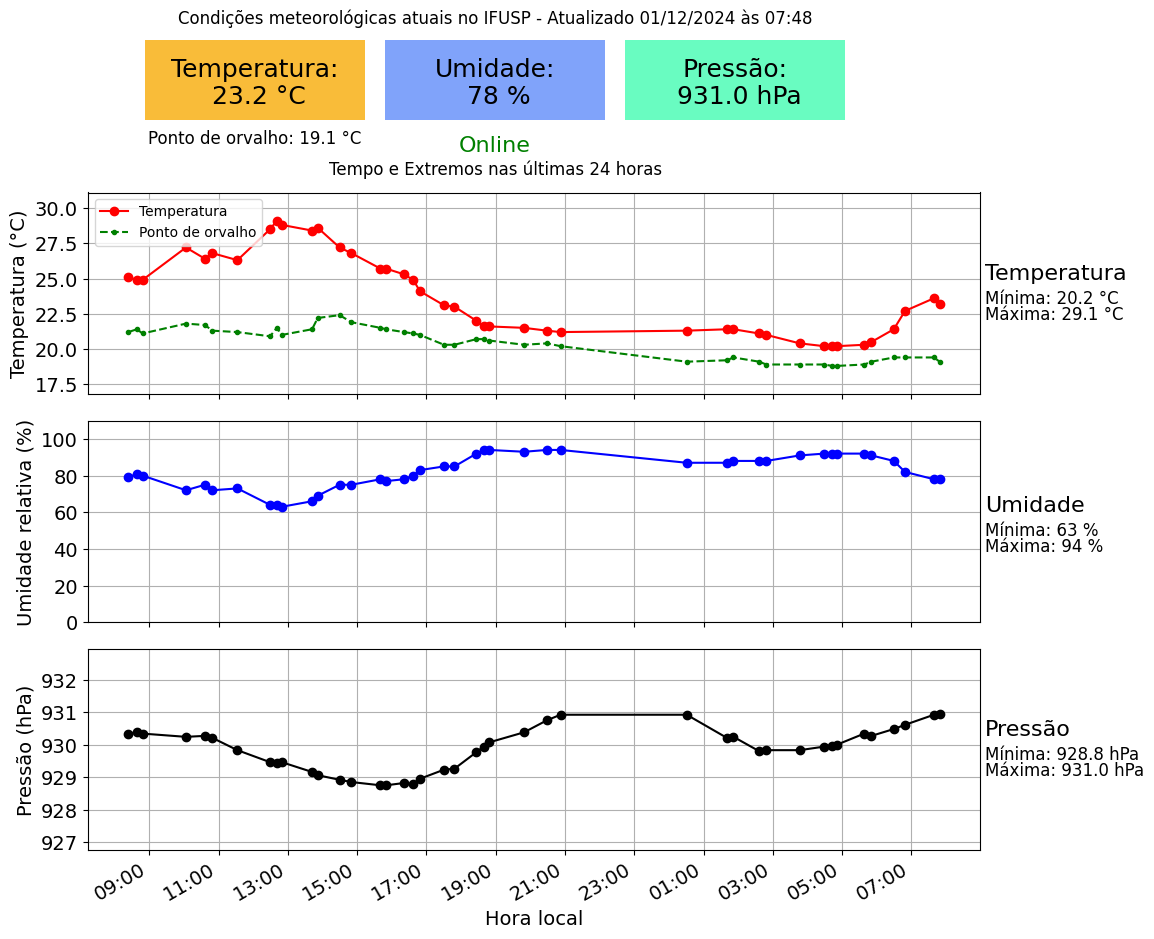 Condições meteorológicas atuais no IFUSP - Atualizado 01/12/2024 às 07:48
Temperatura:
23.2 °C
Umidade:
78 %
Pressão:
931.0 hPa
Ponto de orvalho: 19.1 °C
Online
Tempo e Extremos nas últimas 24 horas
Temperatura (°C)
30.0
27.5
25.0
22.5
20.0
17.5
Temperatura
Ponto de orvalho
Temperatura
Mínima: 20.2 °C
Máxima: 29.1 °C
Umidade relativa (%)
100
80
60
40
20
0
Umidade
Mínima: 63 %
Máxima: 94 %
Pressão (hPa)
932
931
930
929
928
927
Pressão
Mínima: 928.8 hPa
Máxima: 931.0 hPa
09:00 11:00 13:00 15:00 17:00 19:00 21:00 23:00 01:00 03:00 05:00 07:00
Hora local